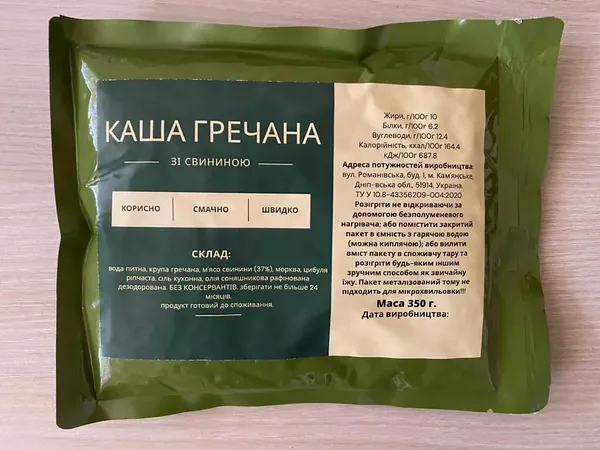 КАША ГРЕЧАНА
ЗІ СВИНИНОЮ
КОРИСНО
СМАЧНО
ШВИДКО
СКЛАД:
вода питна, крупа гречана, м'ясо свинини (37%), морква, цибуля
ріпчаста, сіль кухонна, олія соняшникова рафінована
дезодорована. БЕЗ КОНСЕРВАНТІВ. зберігати не більше 24
місяців.
продукт готовий до споживання.
Жири, г/100г 10
Білки, г/100г 6.2
Вуглеводи, г/100г 12.4
Калорійність, ккал/100г 164.4
кДж/100г 687.8
Адреса потужностей виробництва:
вул. Романівська, буд. 1, м. Кам'янське,
Дніп-вська обл., 51914, Україна.
ТУ У 10.8-43356209-004:2020
Розігріти не відкриваючи за
допомогою безполуменевого
нагрівача; або помістити закритий
пакет в ємність з гарячою водою
(можна киплячою); або вилити
вміст пакету в споживчу тару та
розігріти будь-яким іншим
зручним способом як звичайну
їжу. Пакет металізований тому не
підходить для мікрохвильовки!!!
Маса 350 г.
Дата виробництва: